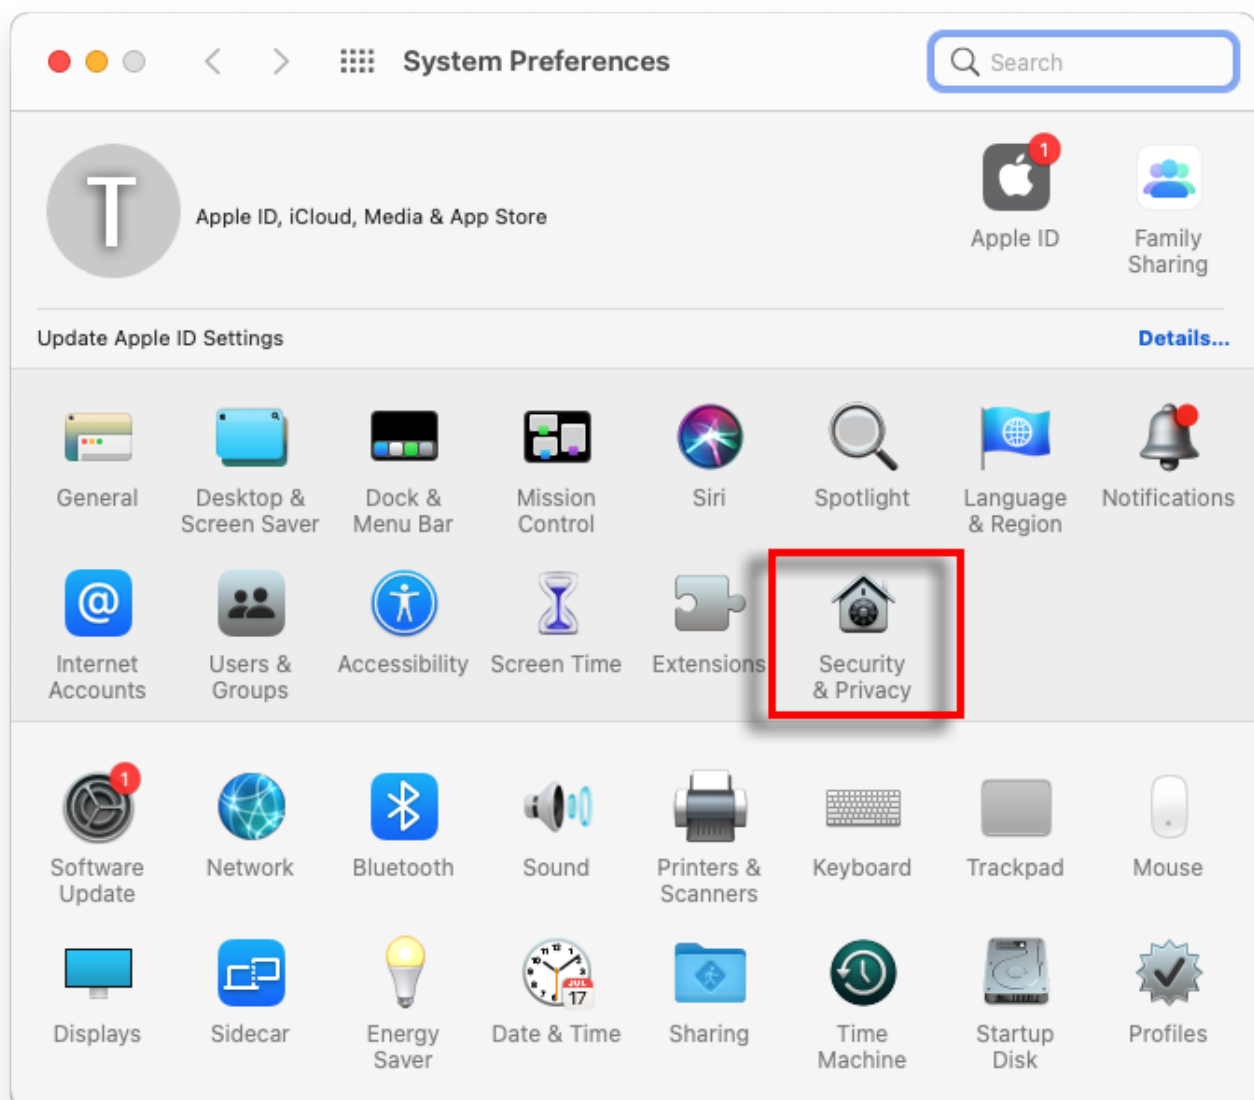 System Preferences
Search
T
Apple ID, iCloud, Media & App Store
1
Apple ID
Family
Sharing
Update Apple ID Settings
Details...
General
Desktop &
Screen Saver
Dock &
Menu Bar
Mission
Control
Siri
Spotlight
Language
& Region
Notifications
@
Internet
Accounts
Users &
Groups
Accessibility
Screen Time
Extensions
Security
& Privacy
1
Software
Update
Network
Bluetooth
Sound
Printers &
Scanners
Keyboard
Trackpad
Mouse
Displays
Sidecar
Energy
Saver
JUL
17
Date & Time
Sharing
Time
Machine
Startup
Disk
Profiles